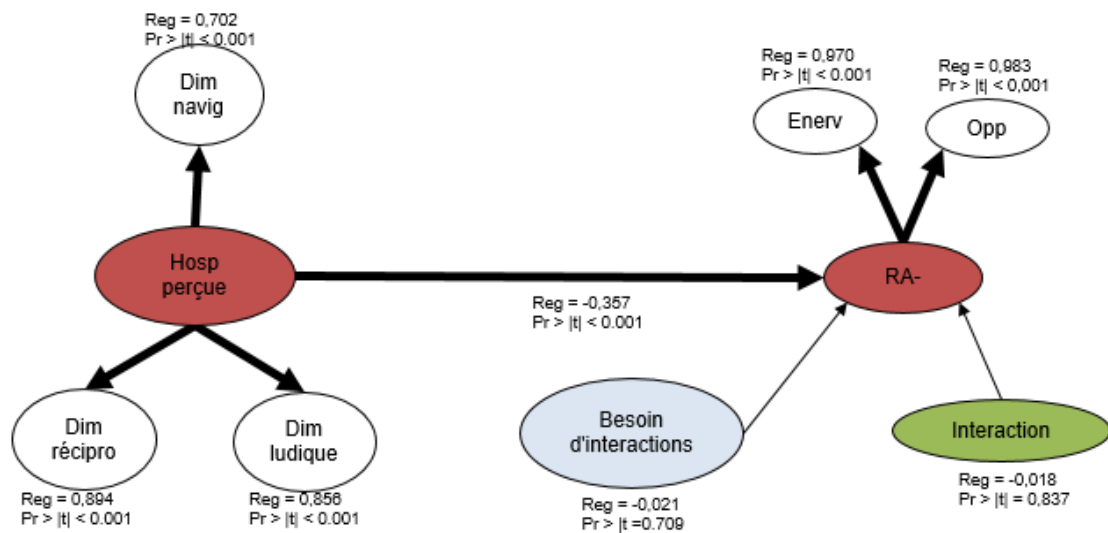 Reg = 0,702
Pr > |t| < 0.001
Dim
navig
Reg = 0,970
Pr > |t| < 0.001
Enerv
Reg = 0,983
Pr > |t| < 0,001
Opp
Hosp
perçue
RA-
Reg = -0,357
Pr > |t| < 0.001
Dim
récipro
Reg = 0,894
Pr > |t| < 0.001
Dim
ludique
Reg = 0,856
Pr > |t| < 0.001
Besoin
d'interactions
Reg = -0,021
Pr > |t =0.709
Interaction
Reg = -0,018
Pr > |t| = 0,837